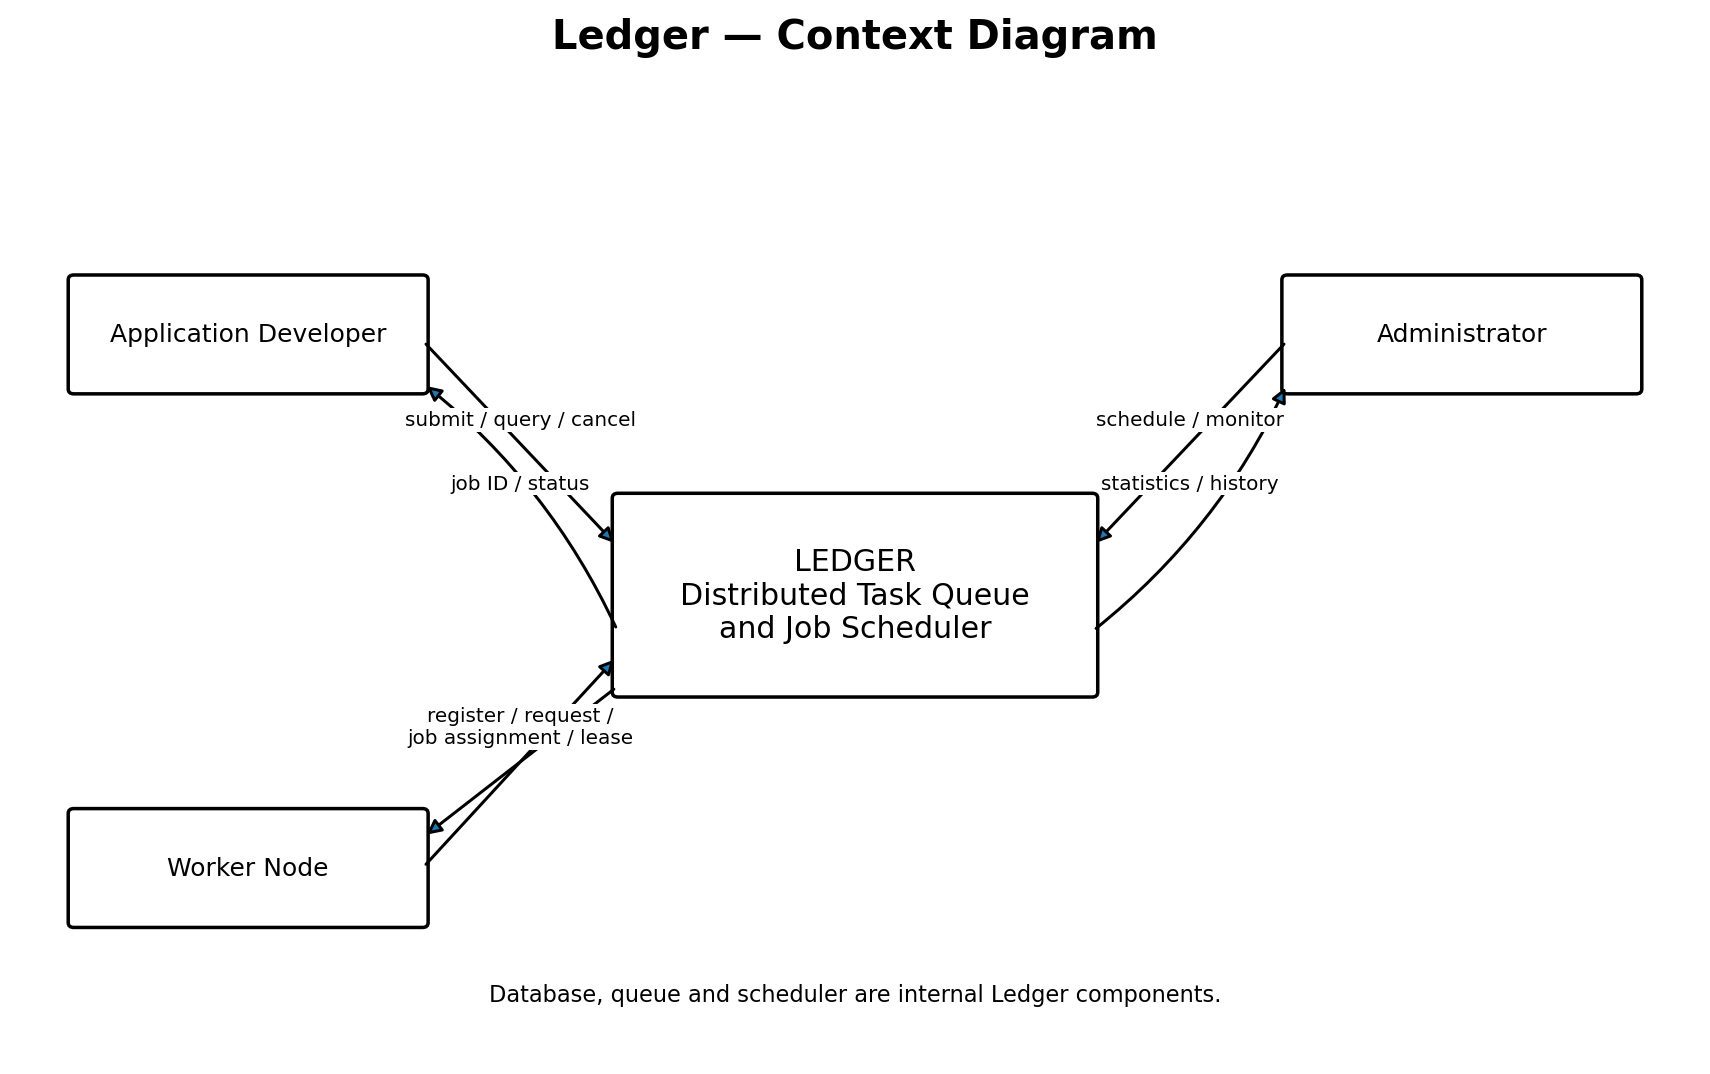 Ledger — Context Diagram
Application Developer
Administrator
submit / query / cancel
schedule / monitor
job ID / status
statistics / history
LEDGER
Distributed Task Queue
and Job Scheduler
register / request /
job assignment / lease
Worker Node
Database, queue and scheduler are internal Ledger components.